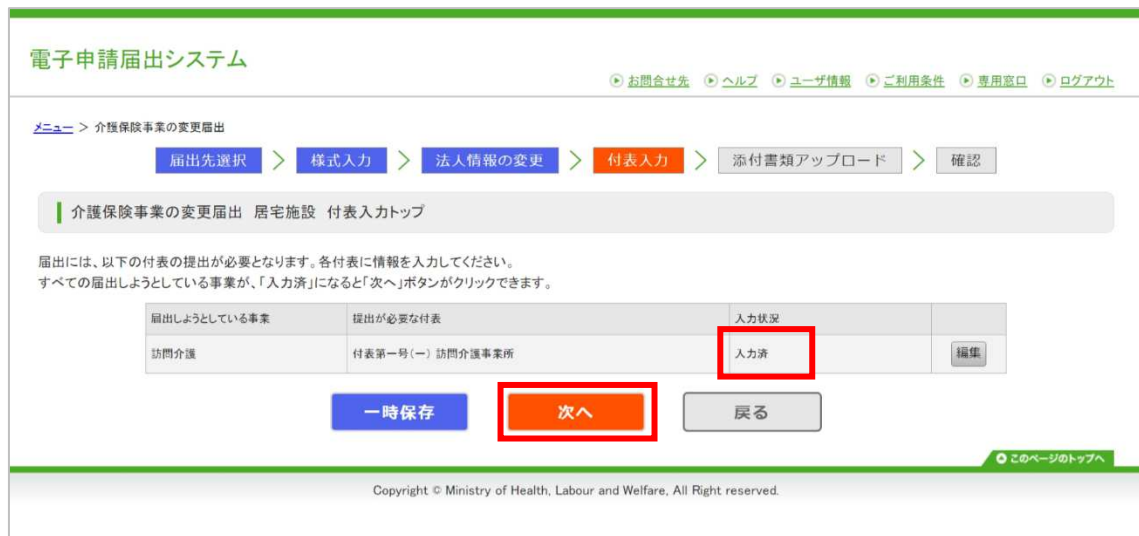 電子申請届出システム
お問合せ先 ヘルプ ユーザ情報 ご利用条件 専用窓口 ログアウト
メニュー > 介護保険事業の変更届出
届出先選択 > 様式入力 > 法人情報の変更 > 付表入力 > 添付書類アップロード > 確認
介護保険事業の変更届出 居宅施設 付表入力トップ
届出には、以下の付表の提出が必要となります。各付表に情報を入力してください。
すべての届出しようとしている事業が、「入力済」になると「次へ」ボタンがクリックできます。
届出しようとしている事業 提出が必要な付表 入力状況
訪問介護 付表第一号(一) 訪問介護事業所 入力済 編集
一時保存 次へ 戻る
このページのトップへ
Copyright © Ministry of Health, Labour and Welfare, All Right reserved.